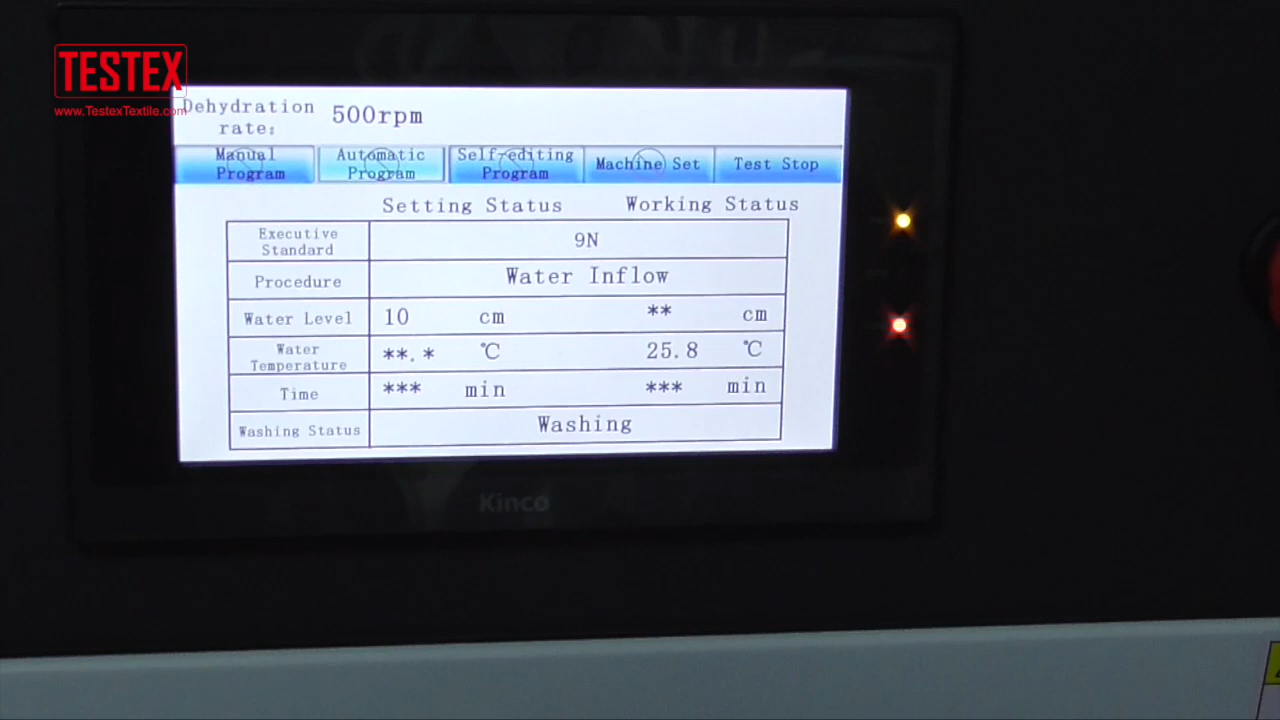 TESTEX
www.TestexTextile.com
Dehydration
rate:
500rpm
Manual
Program
Automatic
Program
Self-editing
Program
Machine Set
Test Stop
Setting Status
Working Status
Executive
Standard
9N
Procedure
Water Inflow
Water Level
10 cm
** cm
Water
Temperature
**.* ℃
25.8 ℃
Time
*** min
*** min
Washing Status
Washing
Kinco